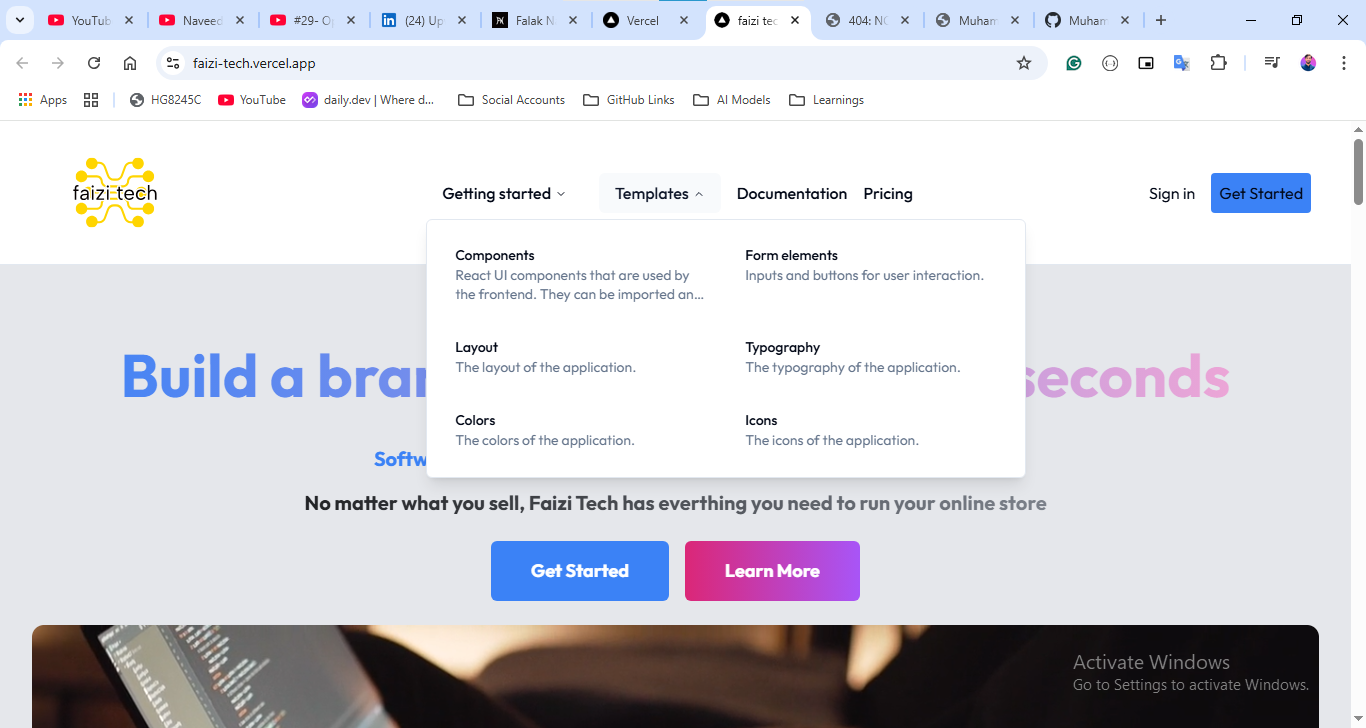 YouTub
Naveed
#29- Op
(24) Up
Falak Na
Vercel
faizi tec
404: NO
Muham
Muham
faizi-tech.vercel.app
Apps
HG8245C
YouTube
daily.dev | Where d...
Social Accounts
GitHub Links
AI Models
Learnings
faizi tech
Getting started
Templates
Documentation
Pricing
Sign in
Get Started
Components
React UI components that are used by
the frontend. They can be imported an...
Form elements
Inputs and buttons for user interaction.
Layout
The layout of the application.
Typography
The typography of the application.
Colors
The colors of the application.
Icons
The icons of the application.
Build a bran
seconds
Softw
No matter what you sell, Faizi Tech has everthing you need to run your online store
Get Started
Learn More
Activate Windows
Go to Settings to activate Windows.